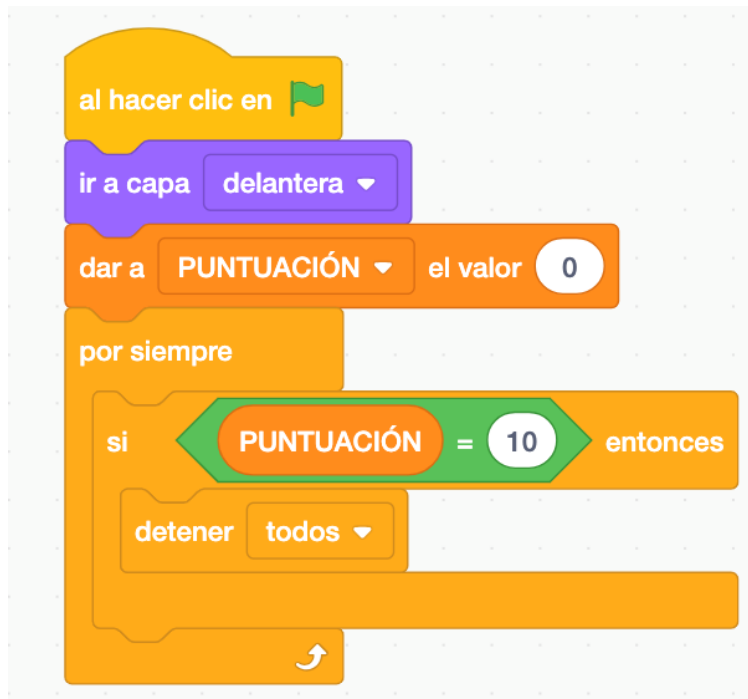 al hacer clic en
ir a capa delantera
dar a PUNTUACIÓN el valor 0
por siempre
si PUNTUACIÓN = 10 entonces
detener todos